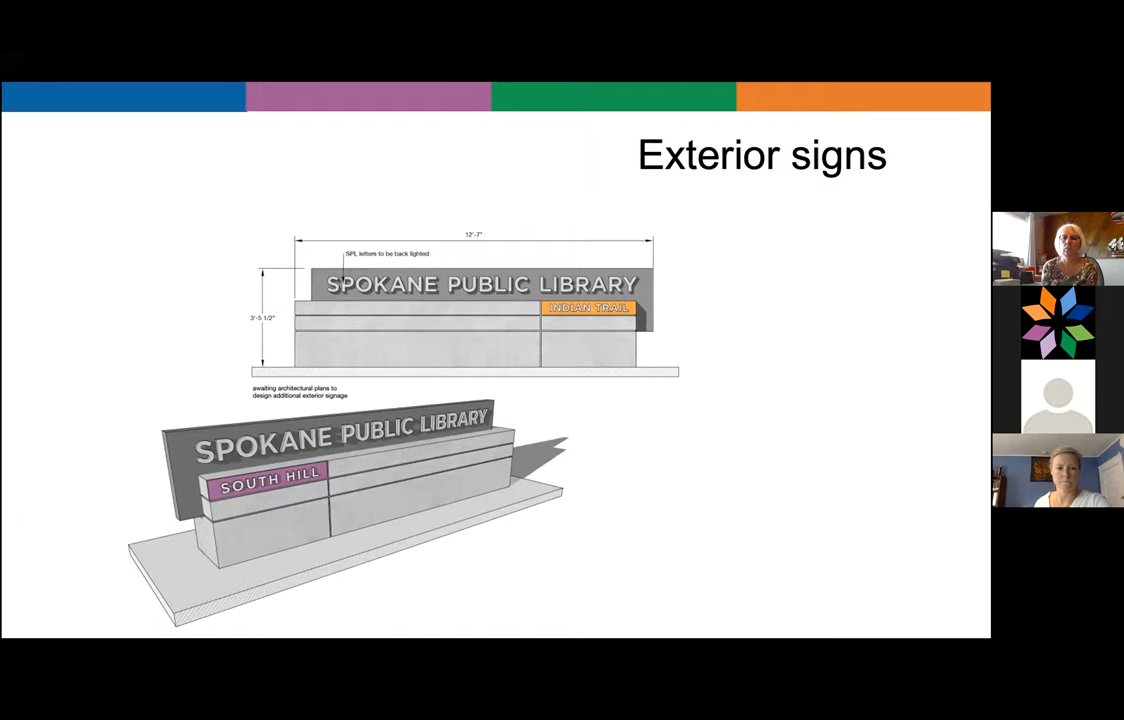 Exterior signs
12'-7"
SPL letters to be back lighted
SPOKANE PUBLIC LIBRARY
INDIAN TRAIL
3'-5 1/2"
awaiting architectural plans to
design additional exterior signage
SPOKANE PUBLIC LIBRARY
SOUTH HILL